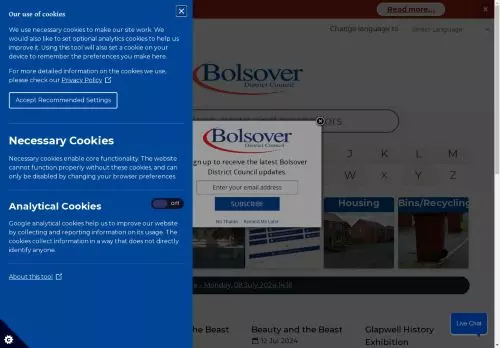 Read more...
Our use of cookies
Change language to
Select Language
We use necessary cookies to make our site work. We
would also like to set optional analytics cookies to help us
improve it. Using this tool will also set a cookie on your
device to remember the preferences you make here.
For more detailed information on the cookies we use,
please check our Privacy Policy
Accept Recommended Settings
Bolsover
District Council
Necessary Cookies
Necessary cookies enable core functionality. The website
cannot function properly without these cookies, and can
only be disabled by changing your browser preferences.
Analytical Cookies
Off
Google analytics cookies help us to improve our website
by collecting and reporting information on its usage. The
cookies collect information in a way that does not directly
identify anyone.
About this tool
Bolsover
District Council
up to receive the latest Bolsover
District Council updates
Enter your email address
SUBSCRIBE
No Thanks
Remind Me Later
J K L M
W X Y Z
Housing
Bins/Recycling
- Monday, 08 July 2024 14:18
the Beast
Beauty and the Beast
12 Jul 2024
Glapwell History
Exhibition
Live Chat